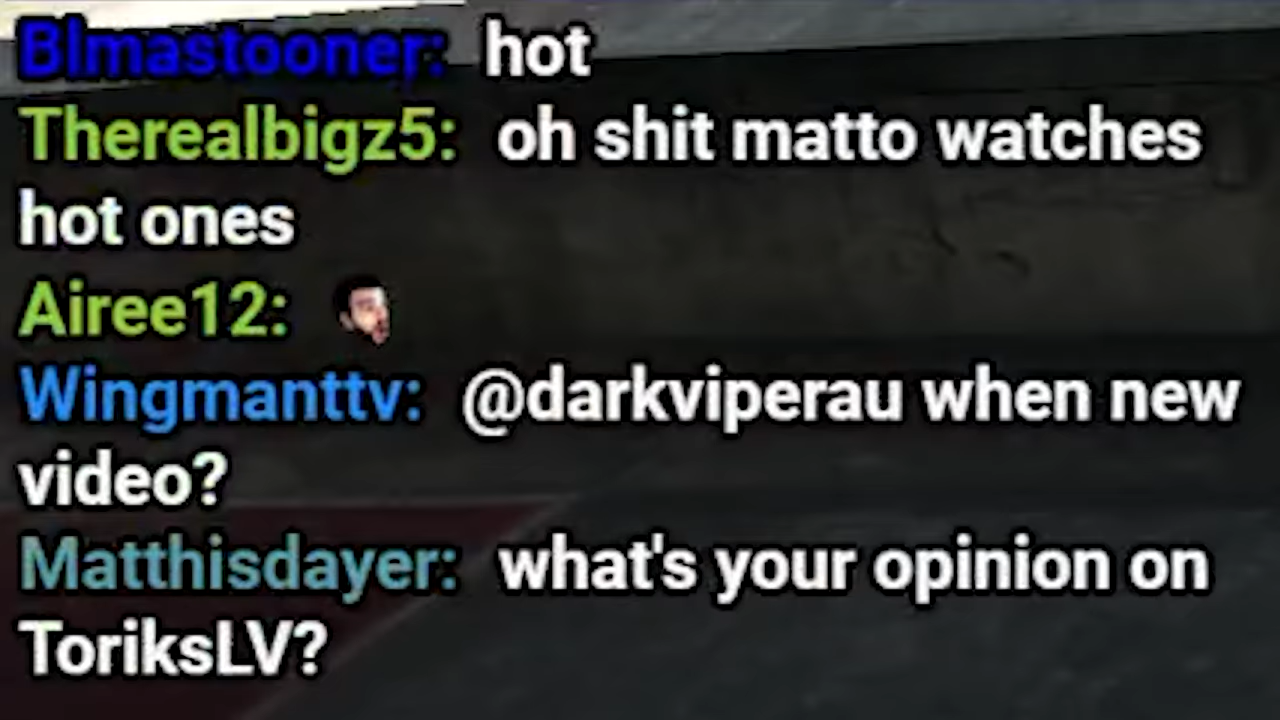 Blmastooner: hot
Therealbigz5: oh shit matto watches
hot ones
Airee12:
Wingmanttv: @darkviperau when new
video?
Matthisdayer: what's your opinion on
ToriksLV?